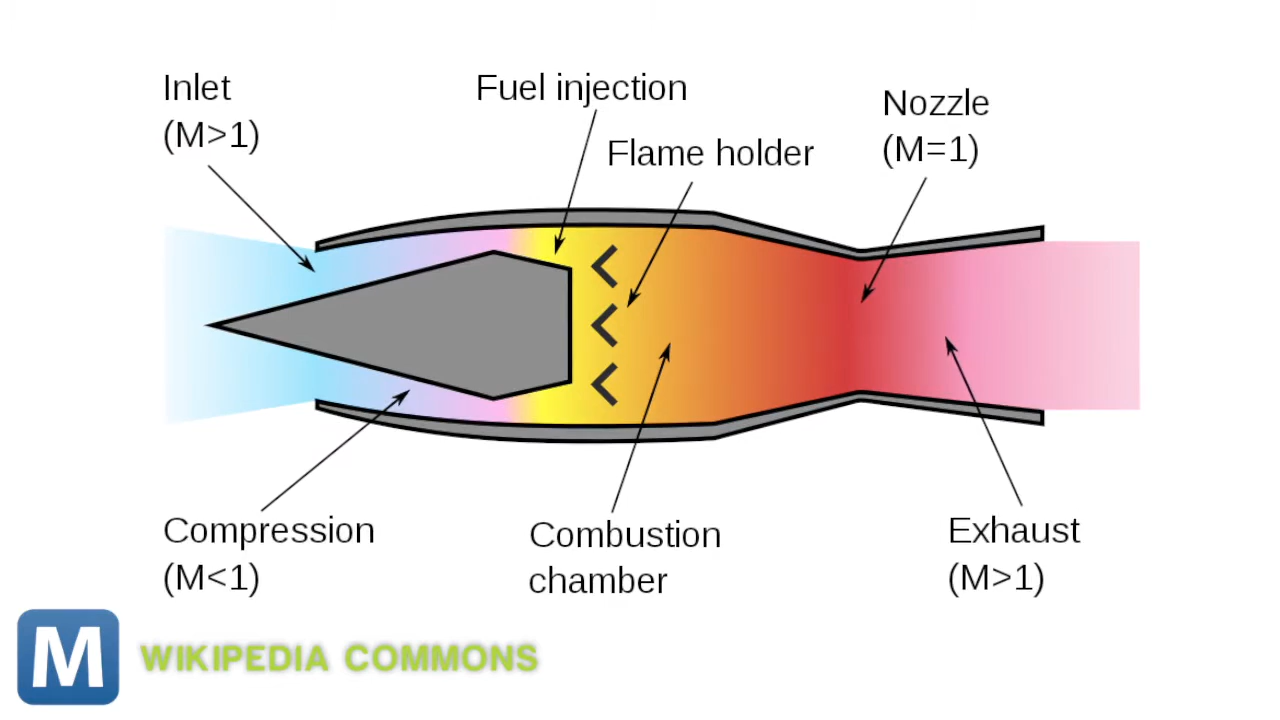 Inlet
(M>1)
Fuel injection
Flame holder
Nozzle
(M=1)
Compression
(M<1)
Combustion
chamber
Exhaust
(M>1)
M
WIKIPEDIA COMMONS